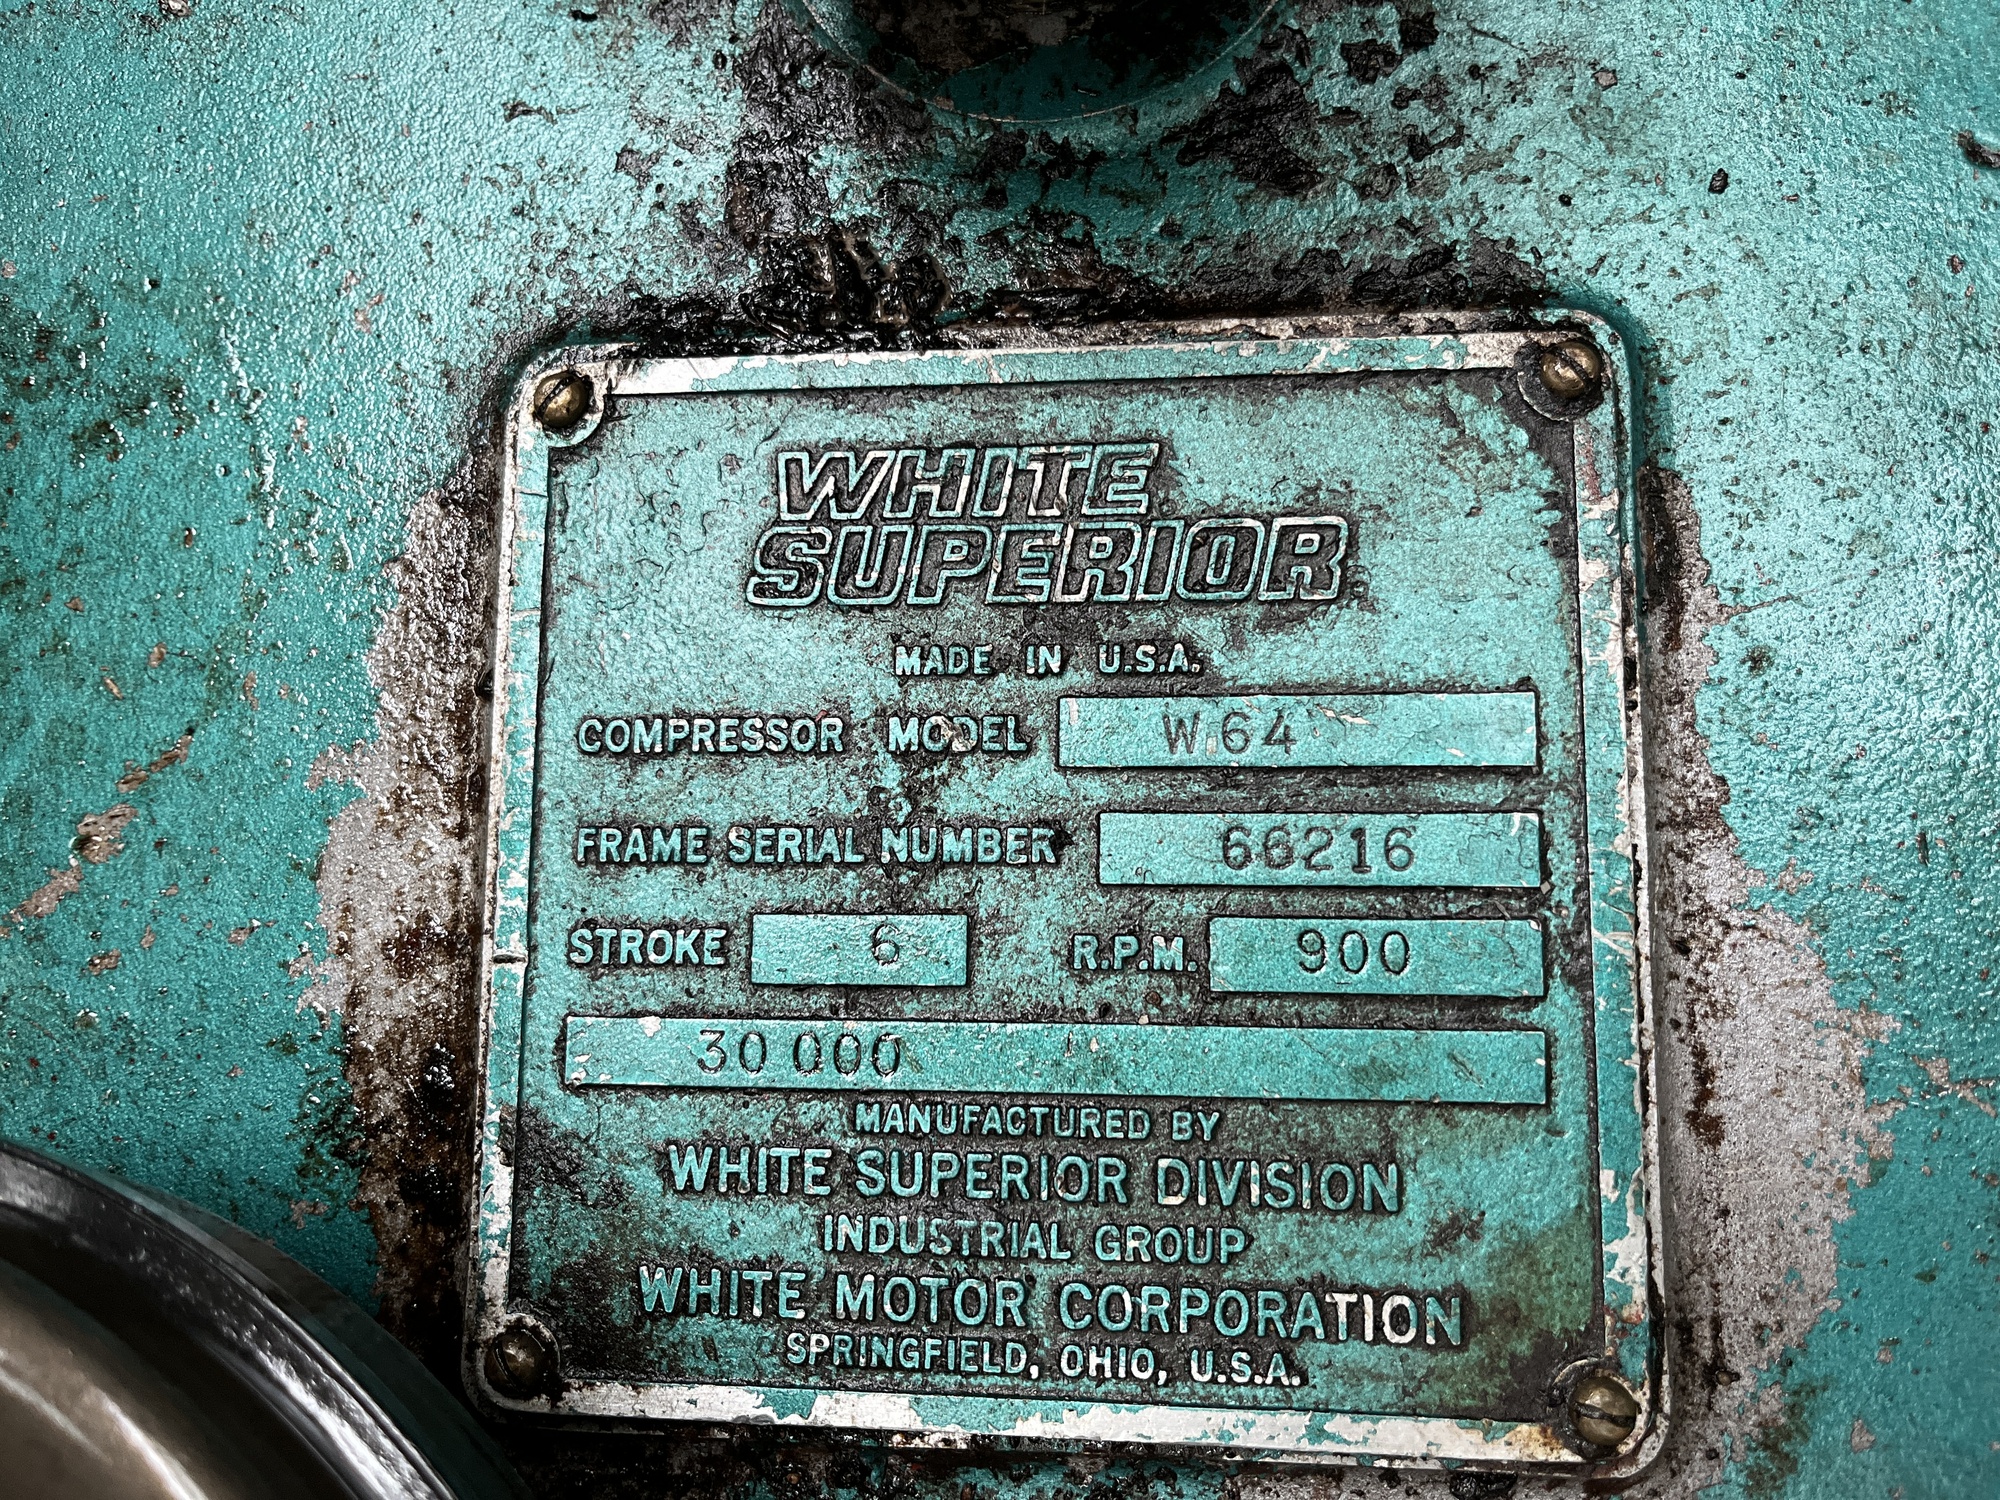 WHITE
SUPERIOR
MADE IN U.S.A.
COMPRESSOR MODEL W 64
FRAME SERIAL NUMBER 66216
STROKE 6 R.P.M. 900
30 000
MANUFACTURED BY
WHITE SUPERIOR DIVISION
INDUSTRIAL GROUP
WHITE MOTOR CORPORATION
SPRINGFIELD, OHIO, U.S.A.